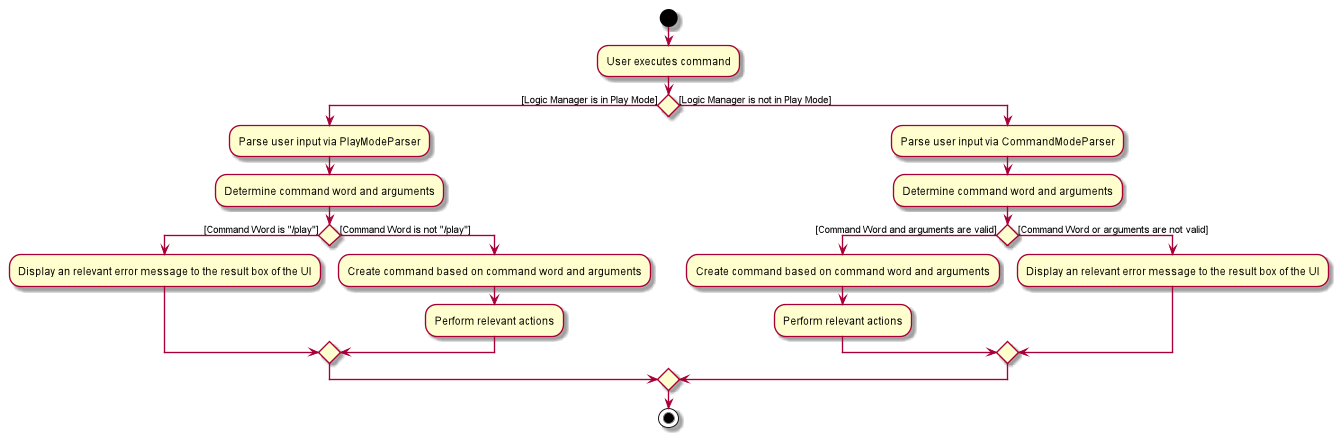 User executes command
[Logic Manager is in Play Mode]
[Logic Manager is not in Play Mode]
Parse user input via PlayModeParser
Parse user input via CommandModeParser
Determine command word and arguments
Determine command word and arguments
[Command Word is "/play"]
[Command Word is not "/play"]
[Command Word and arguments are valid]
[Command Word or arguments are not valid]
Display an relevant error message to the result box of the UI
Create command based on command word and arguments
Create command based on command word and arguments
Display an relevant error message to the result box of the UI
Perform relevant actions
Perform relevant actions